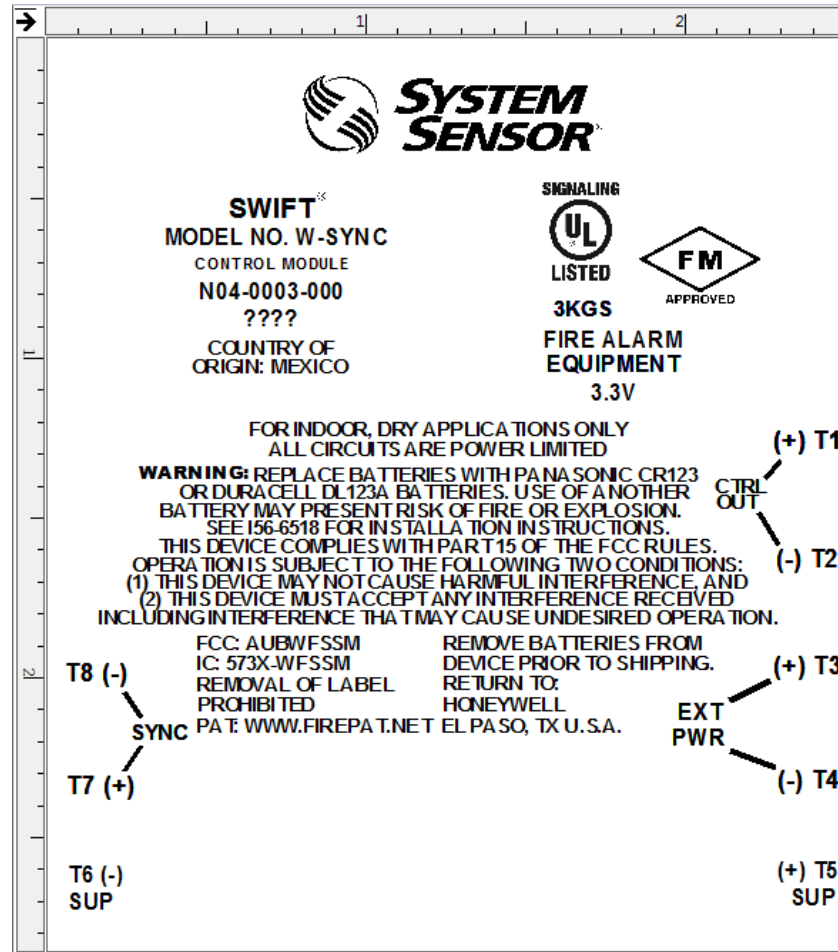 1 2
SYSTEM
SENSOR
SWIFT®
MODEL NO. W-SYNC
CONTROL MODULE
N04-0003-000
????
COUNTRY OF
ORIGIN: MEXICO
SIGNALING
UL
LISTED
3KGS
FIRE ALARM
EQUIPMENT
3.3V
FM
APPROVED
FOR INDOOR, DRY APPLICATIONS ONLY
ALL CIRCUITS ARE POWER LIMITED
WARNING: REPLACE BATTERIES WITH PANASONIC CR123
OR DURACELL DL123A BATTERIES. USE OF ANOTHER
BATTERY MAY PRESENT RISK OF FIRE OR EXPLOSION.
SEE I56-6518 FOR INSTALLATION INSTRUCTIONS.
THIS DEVICE COMPLIES WITH PART 15 OF THE FCC RULES.
OPERATION IS SUBJECT TO THE FOLLOWING TWO CONDITIONS:
(1) THIS DEVICE MAY NOT CAUSE HARMFUL INTERFERENCE, AND
(2) THIS DEVICE MUST ACCEPT ANY INTERFERENCE RECEIVED
INCLUDING INTERFERENCE THAT MAY CAUSE UNDESIRED OPERATION.
(+) T1
CTRL
OUT
(-) T2
FCC: AUBWFSSM
IC: 573X-WFSSM
REMOVAL OF LABEL
PROHIBITED
PAT: WWW.FIREPAT.NET
REMOVE BATTERIES FROM
DEVICE PRIOR TO SHIPPING.
RETURN TO:
HONEYWELL
EL PASO, TX U.S.A.
T8 (-)
SYNC
T7 (+)
(+) T3
EXT
PWR
(-) T4
T6 (-)
SUP
(+) T5
SUP
1
2